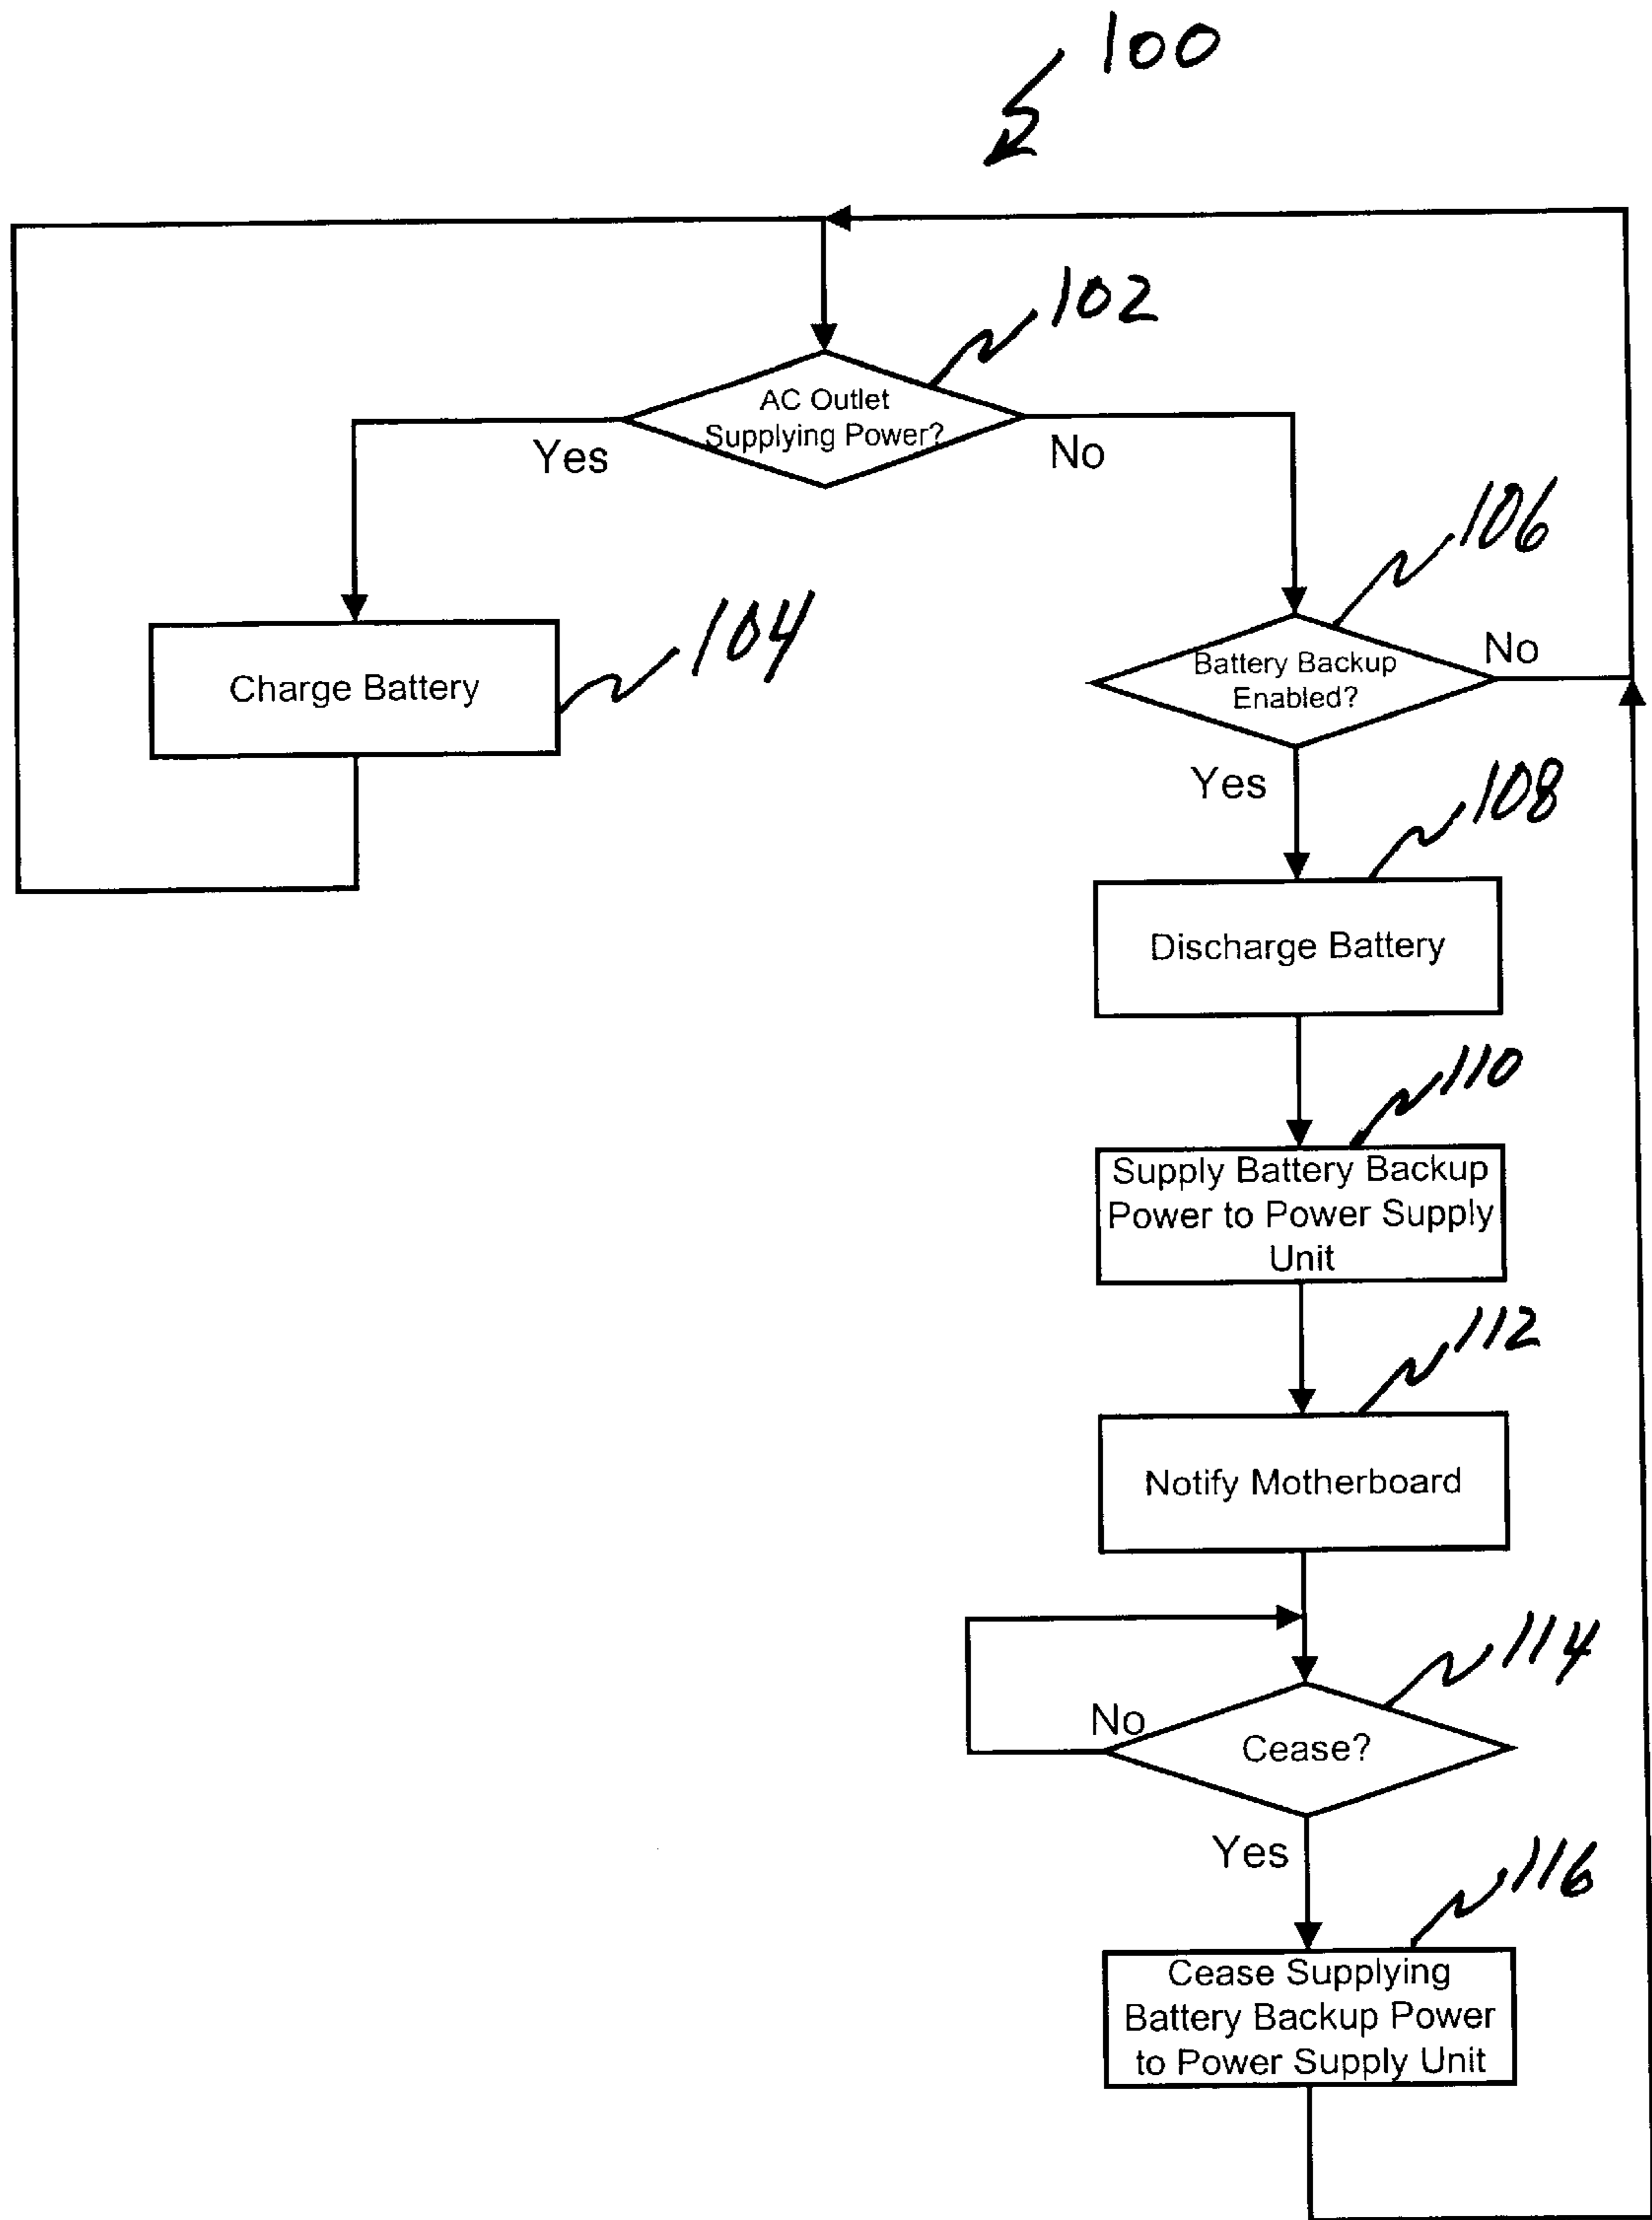 100
102
AC Outlet
Supplying Power?
Yes
No
106
104
Charge Battery
Battery Backup
Enabled?
No
Yes
108
Discharge Battery
110
Supply Battery Backup
Power to Power Supply
Unit
112
Notify Motherboard
114
No
Cease?
Yes
116
Cease Supplying
Battery Backup Power
to Power Supply Unit